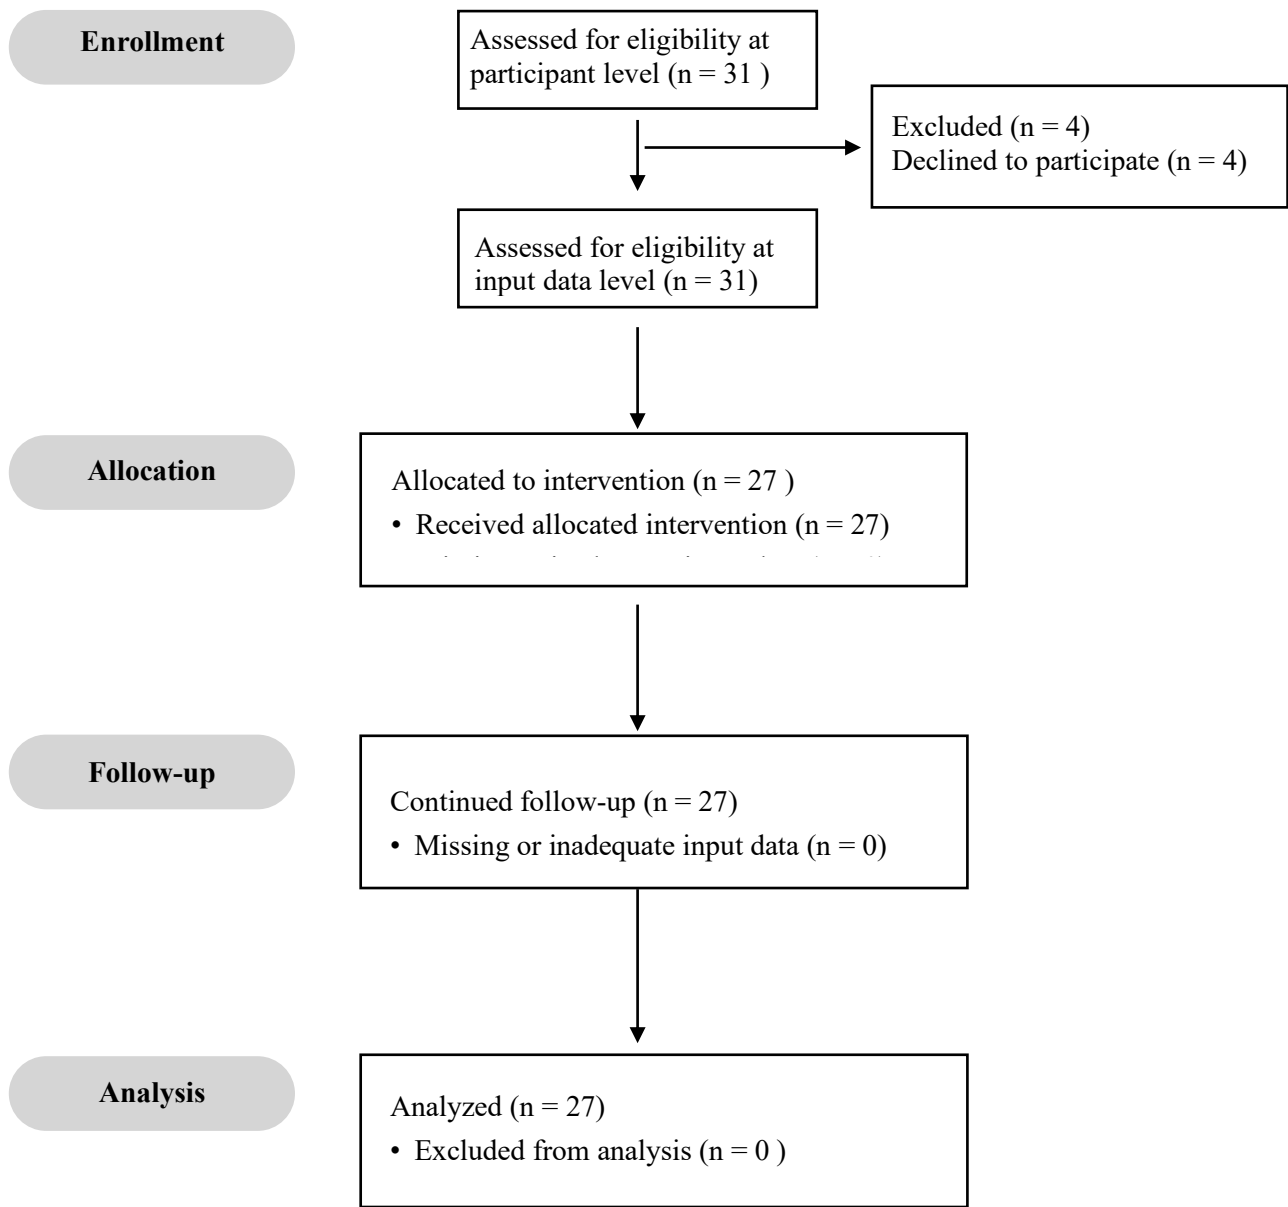 Enrollment
Assessed for eligibility at
participant level (n = 31 )
Excluded (n = 4)
Declined to participate (n = 4)
Assessed for eligibility at
input data level (n = 31)
Allocation
Allocated to intervention (n = 27 )
• Received allocated intervention (n = 27)
Follow-up
Continued follow-up (n = 27)
• Missing or inadequate input data (n = 0)
Analysis
Analyzed (n = 27)
• Excluded from analysis (n = 0 )